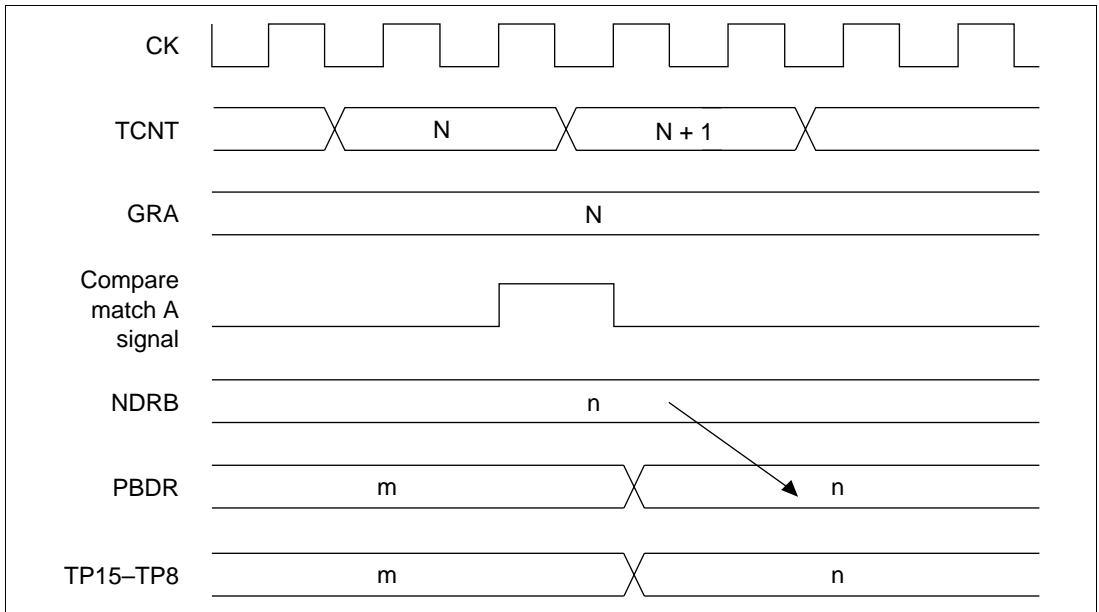 CK
TCNT
N
N + 1
GRA
N
Compare
match A
signal
NDRB
n
PBDR
m
n
TP15–TP8
m
n